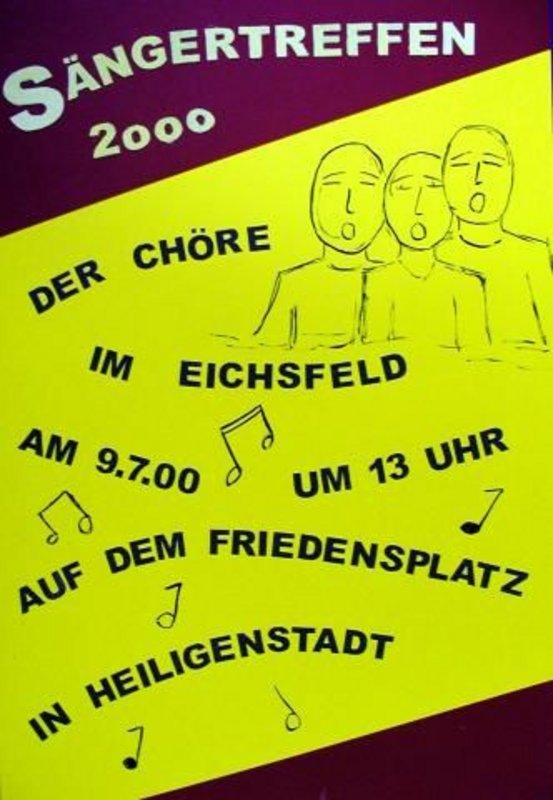 SÄNGERTREFFEN
2000
DER CHÖRE
IM EICHSFELD
AM 9.7.00 UM 13 UHR
AUF DEM FRIEDENSPLATZ
IN HEILIGENSTADT